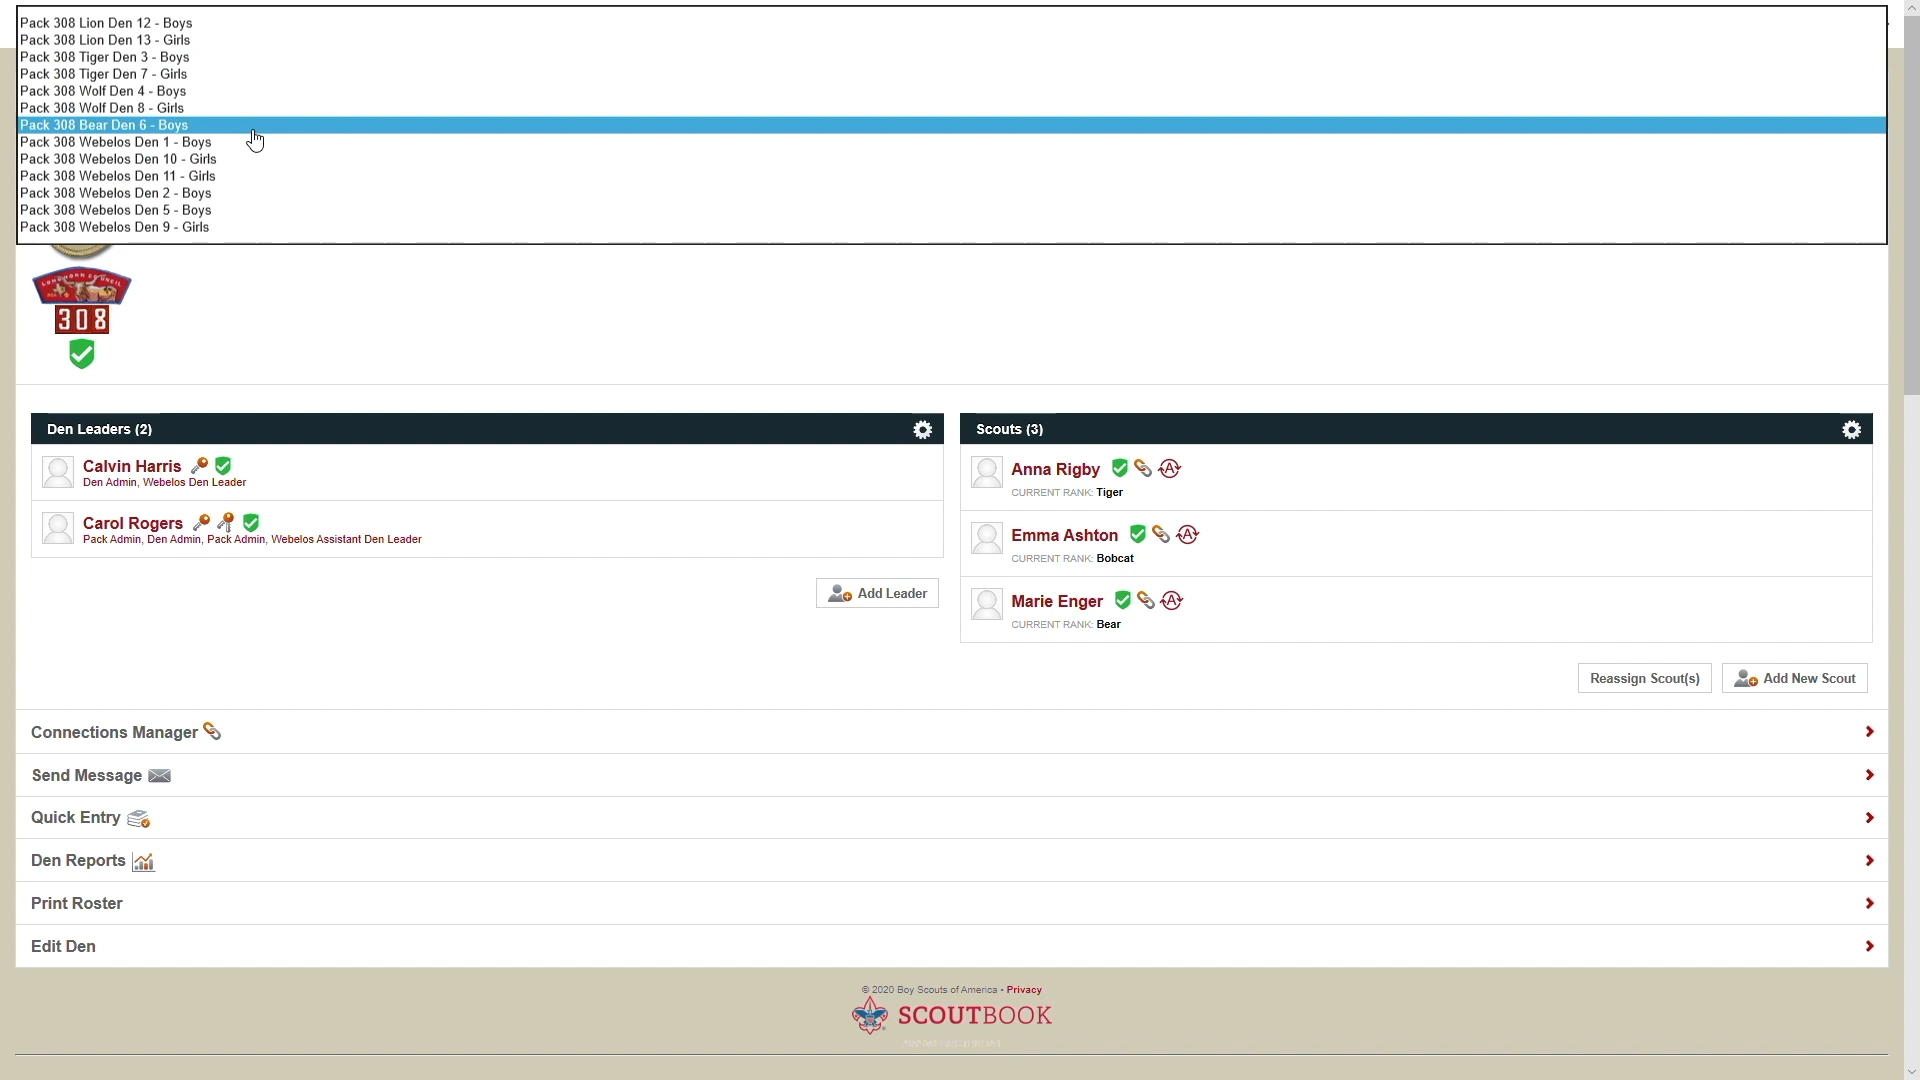 Pack 308 Lion Den 12 - Boys
Pack 308 Lion Den 13 - Girls
Pack 308 Tiger Den 3 - Boys
Pack 308 Tiger Den 7 - Girls
Pack 308 Wolf Den 4 - Boys
Pack 308 Wolf Den 8 - Girls
Pack 308 Bear Den 6 - Boys
Pack 308 Webelos Den 1 - Boys
Pack 308 Webelos Den 10 - Girls
Pack 308 Webelos Den 11 - Girls
Pack 308 Webelos Den 2 - Boys
Pack 308 Webelos Den 5 - Boys
Pack 308 Webelos Den 9 - Girls
LONGHORN COUNCIL
308
Den Leaders (2)
Calvin Harris
Den Admin, Webelos Den Leader
Carol Rogers
Pack Admin, Den Admin, Pack Admin, Webelos Assistant Den Leader
Add Leader
Scouts (3)
Anna Rigby
CURRENT RANK: Tiger
Emma Ashton
CURRENT RANK: Bobcat
Marie Enger
CURRENT RANK: Bear
Reassign Scout(s)
Add New Scout
Connections Manager
Send Message
Quick Entry
Den Reports
Print Roster
Edit Den
© 2020 Boy Scouts of America • Privacy
SCOUTBOOK